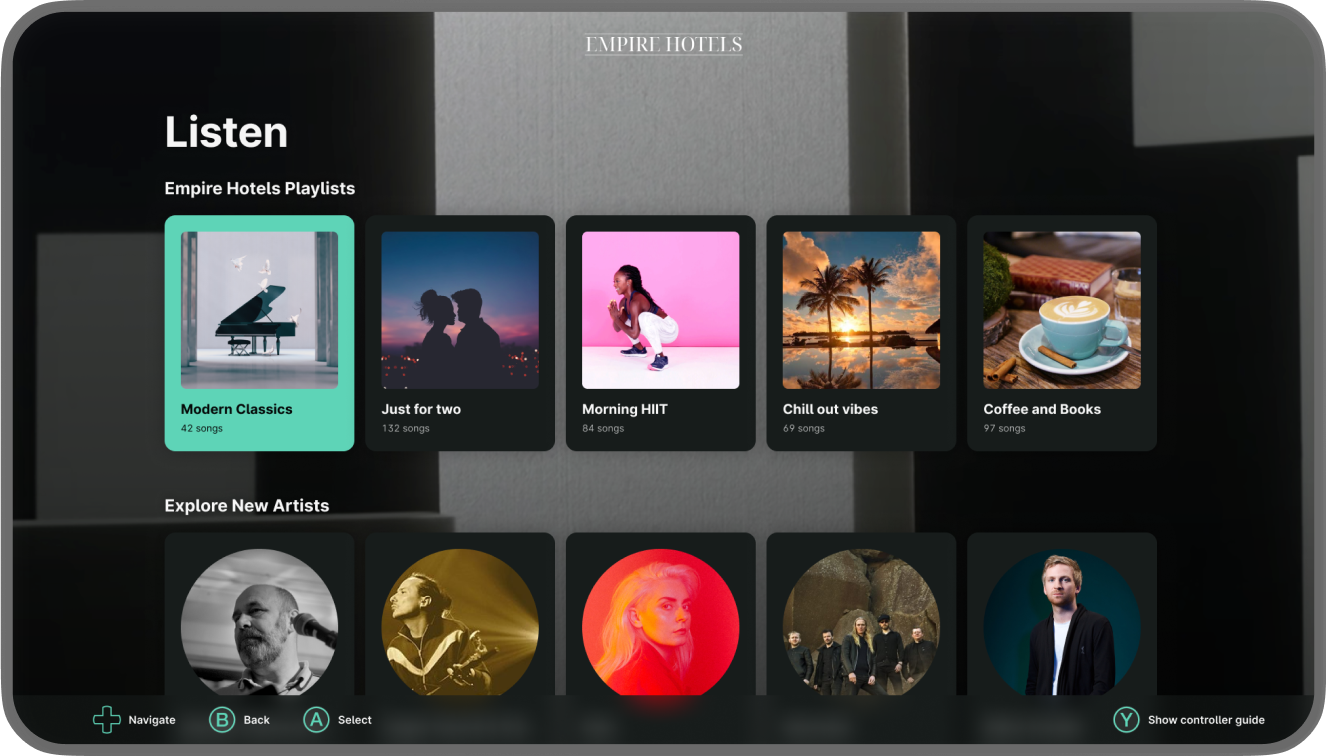 EMPIRE HOTELS
Listen
Empire Hotels Playlists
Modern Classics
42 songs
Just for two
132 songs
Morning HIIT
84 songs
Chill out vibes
69 songs
Coffee and Books
97 songs
Explore New Artists
Navigate
B Back
A Select
Y Show controller guide